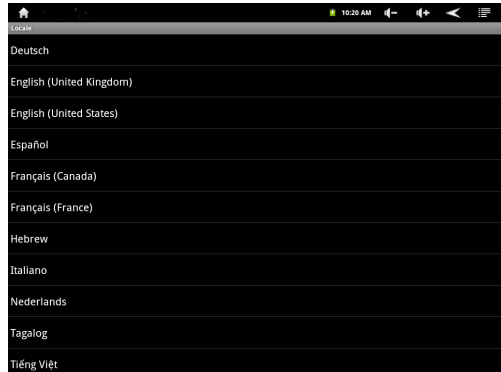 10:20 AM
Locale
Deutsch
English (United Kingdom)
English (United States)
Español
Français (Canada)
Français (France)
Hebrew
Italiano
Nederlands
Tagalog
Tiếng Việt